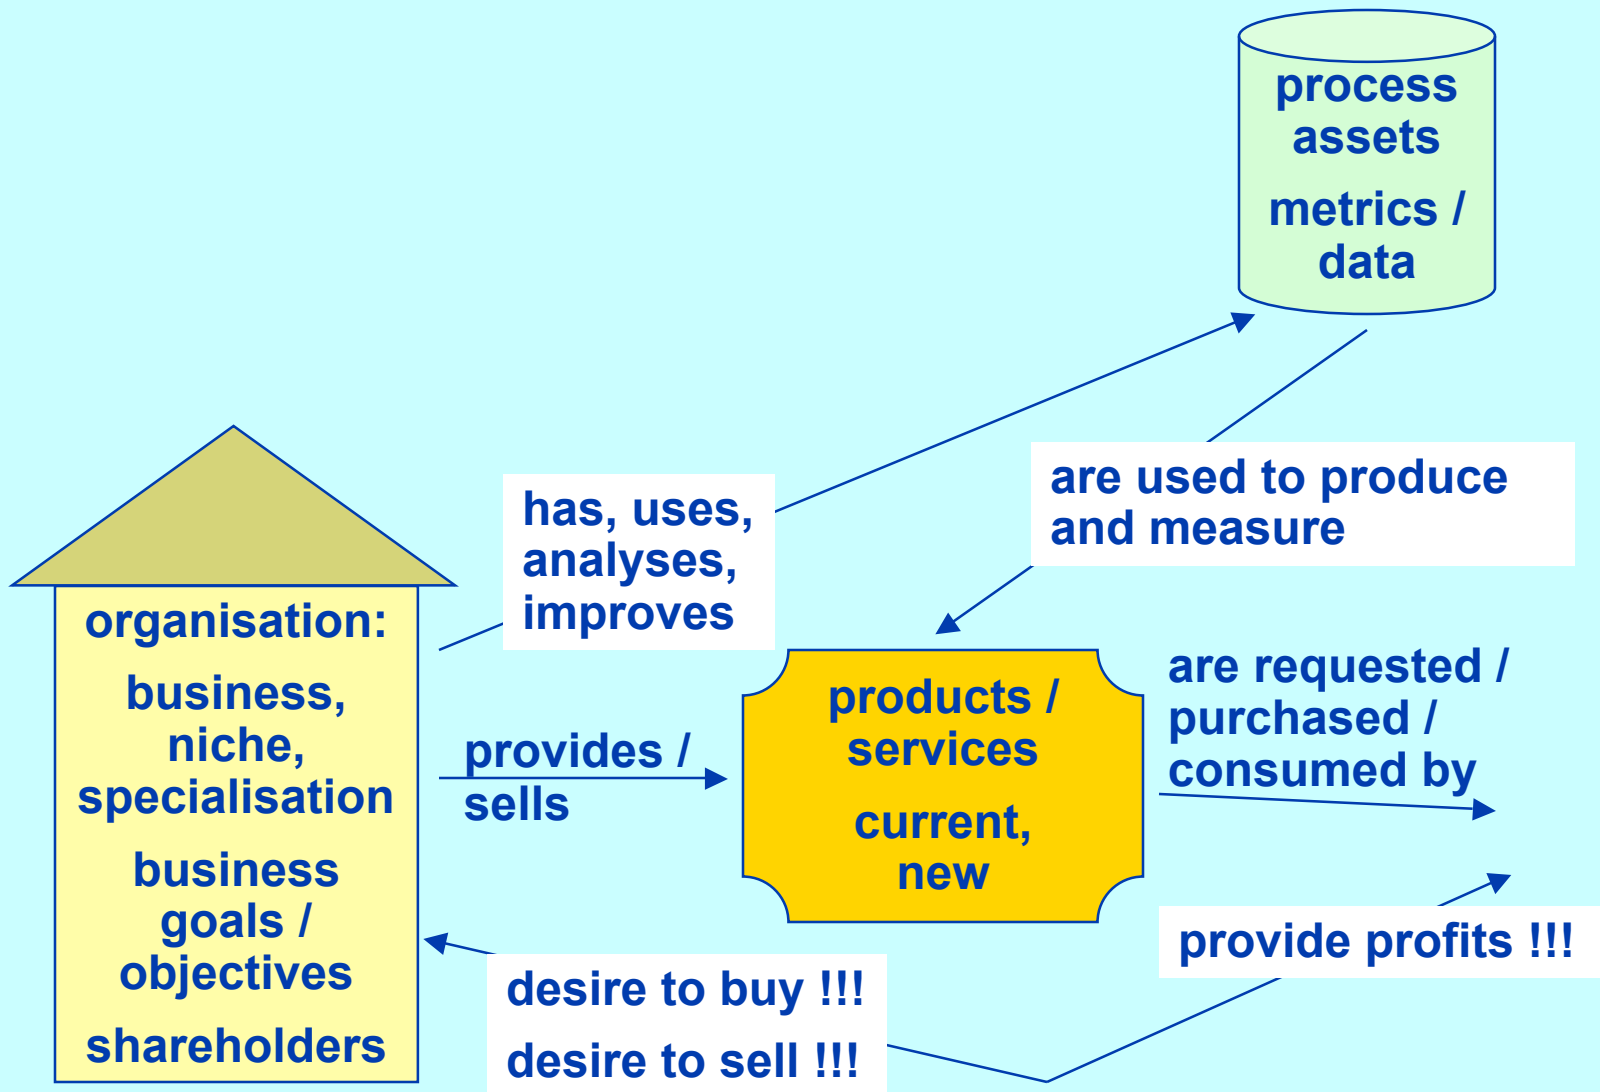 process
assets
metrics /
data
has, uses,
analyses,
improves
are used to produce
and measure
organisation:
business,
niche,
specialisation
business
goals /
objectives
shareholders
provides /
sells
products /
services
current,
new
are requested /
purchased /
consumed by
provide profits !!!
desire to buy !!!
desire to sell !!!